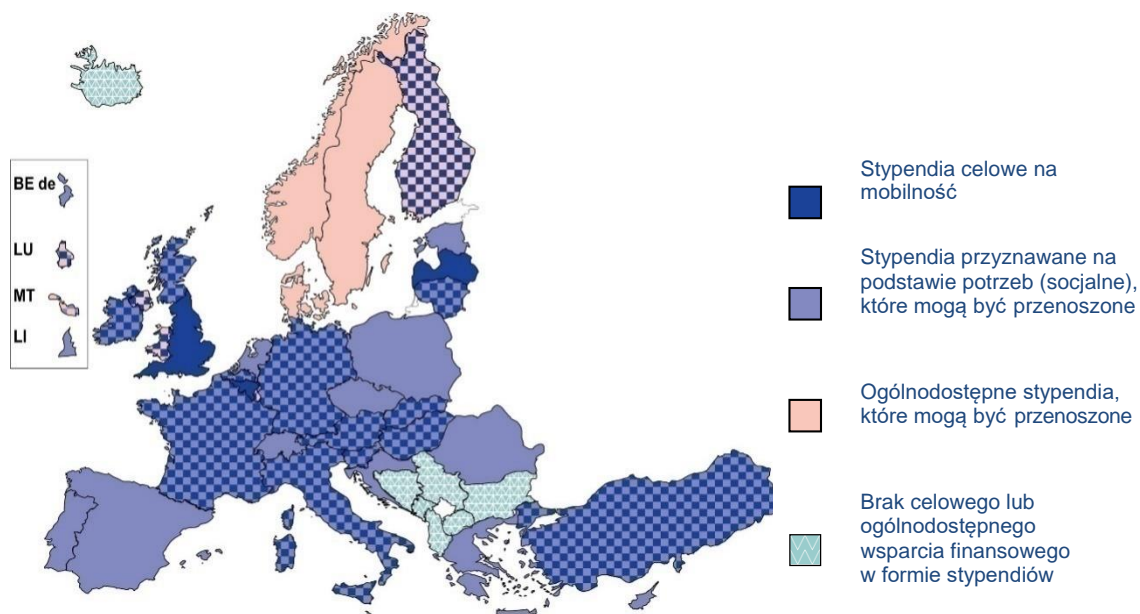 BE de
LU
MT
LI
Stypendia celowe na
mobilność
Stypendia przyznawane na
podstawie potrzeb (socjalne),
które mogą być przenoszone
Ogólnodostępne stypendia,
które mogą być przenoszone
Brak celowego lub
ogólnodostępnego
wsparcia finansowego
w formie stypendiów